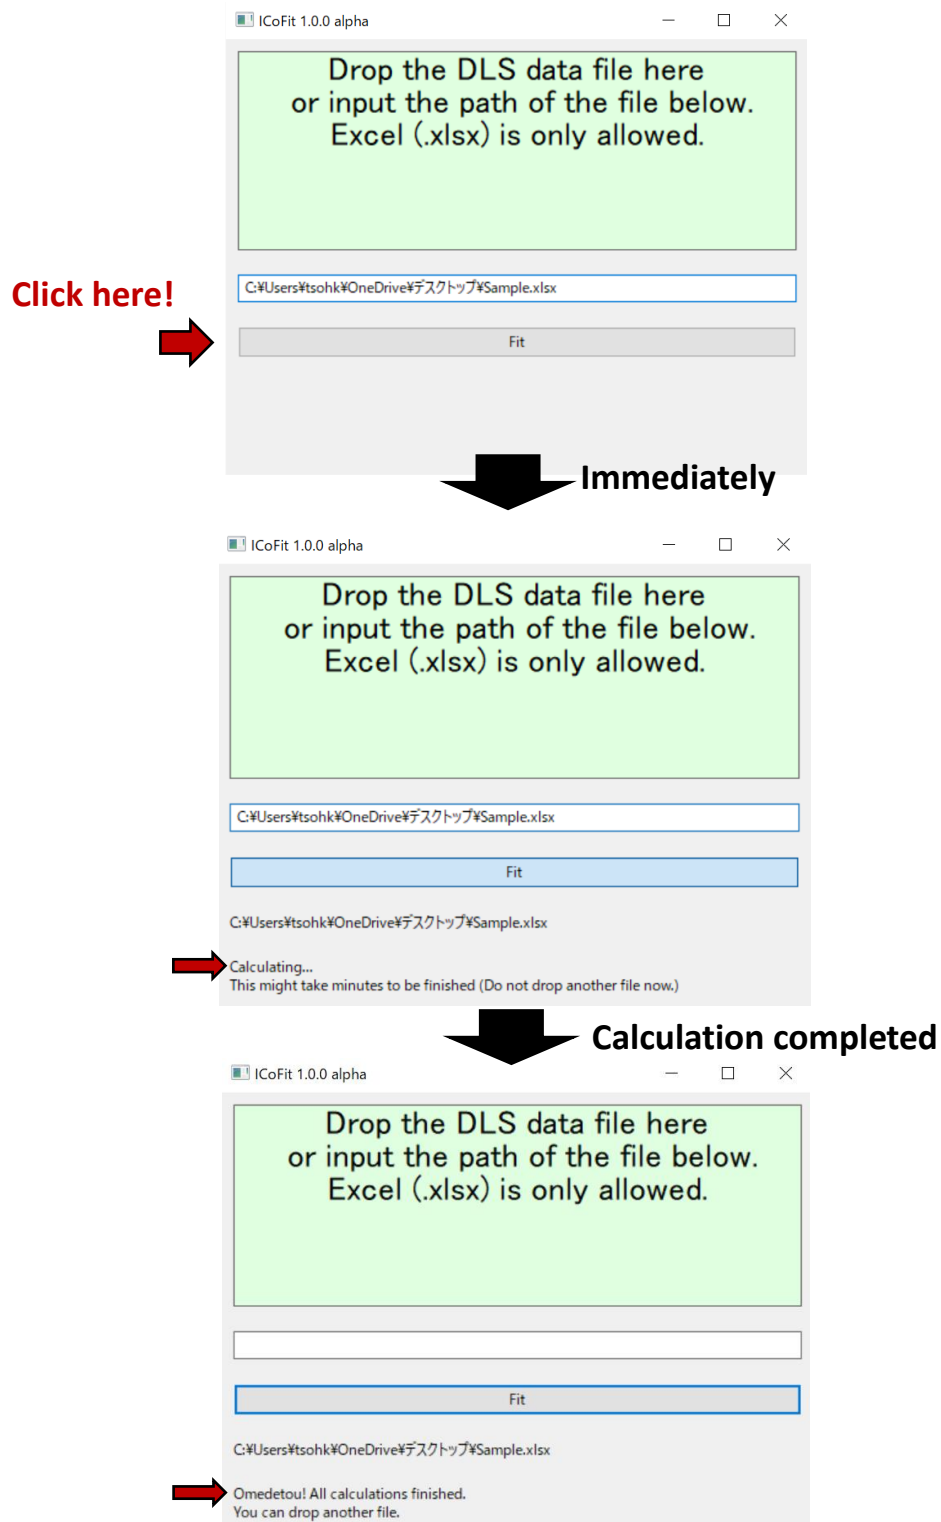 ICoFit 1.0.0 alpha
Drop the DLS data file here
or input the path of the file below.
Excel (.xlsx) is only allowed.
C:¥Users¥tsohk¥OneDrive¥デスクトップ¥Sample.xlsx
Click here!
Fit
Immediately
ICoFit 1.0.0 alpha
Drop the DLS data file here
or input the path of the file below.
Excel (.xlsx) is only allowed.
C:¥Users¥tsohk¥OneDrive¥デスクトップ¥Sample.xlsx
Fit
C:¥Users¥tsohk¥OneDrive¥デスクトップ¥Sample.xlsx
Calculating...
This might take minutes to be finished (Do not drop another file now.)
Calculation completed
ICoFit 1.0.0 alpha
Drop the DLS data file here
or input the path of the file below.
Excel (.xlsx) is only allowed.
Fit
C:¥Users¥tsohk¥OneDrive¥デスクトップ¥Sample.xlsx
Omedetou! All calculations finished.
You can drop another file.